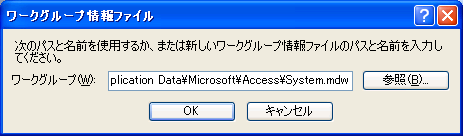 ワークグループ情報ファイル
次のパスと名前を使用するか、または新しいワークグループ情報ファイルのパスと名前を入力し
てください。
ワークグループ(W): plication Data¥Microsoft¥Access¥System.mdw 参照(B)...
OK キャンセル